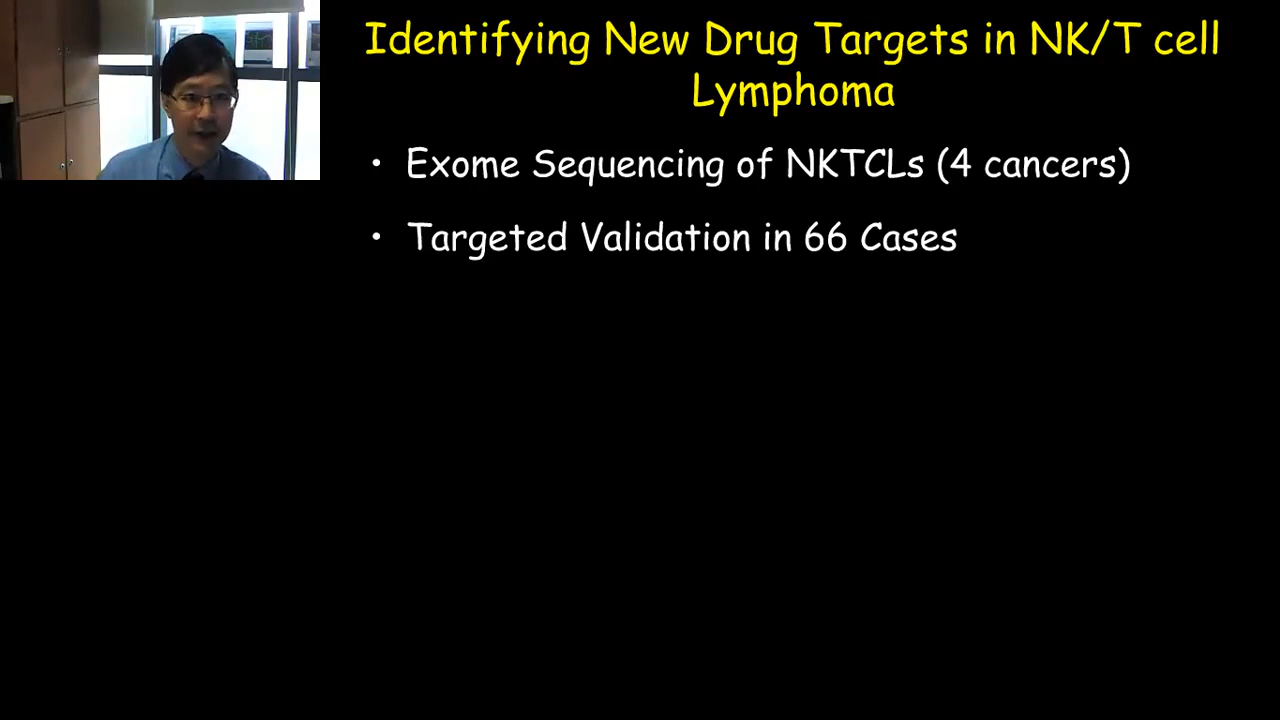 Identifying New Drug Targets in NK/T cell
Lymphoma
• Exome Sequencing of NKTCLs (4 cancers)
• Targeted Validation in 66 Cases